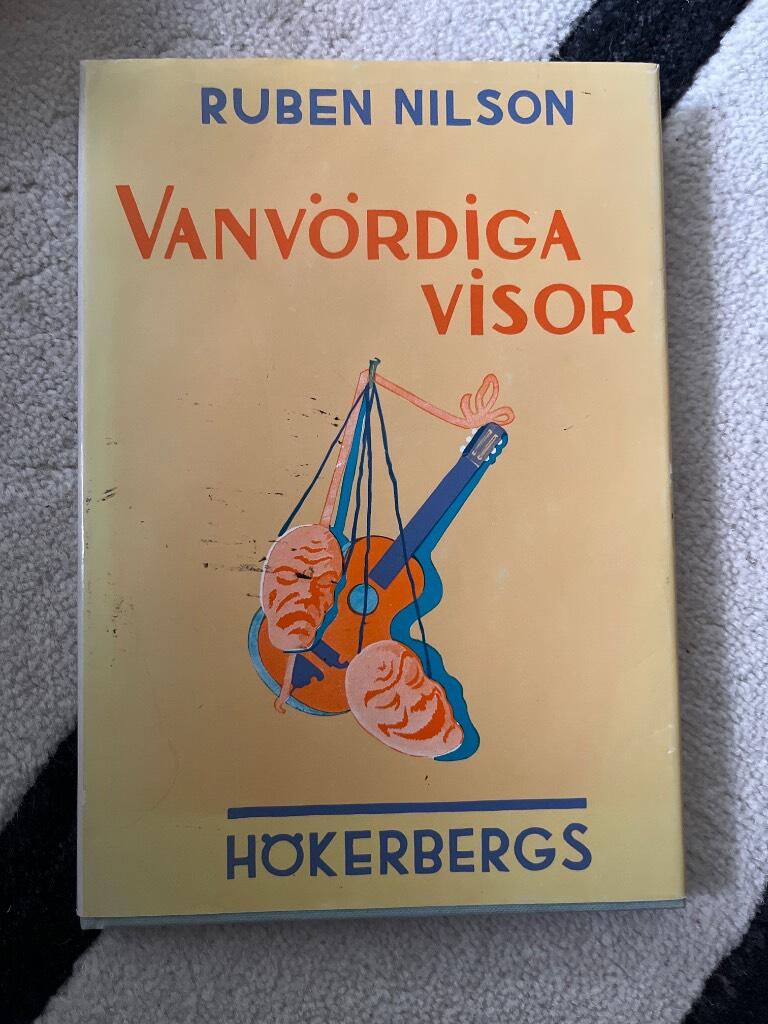 RUBEN NILSON
VANVÖRDIGA
VISOR
HÖKERBERGS